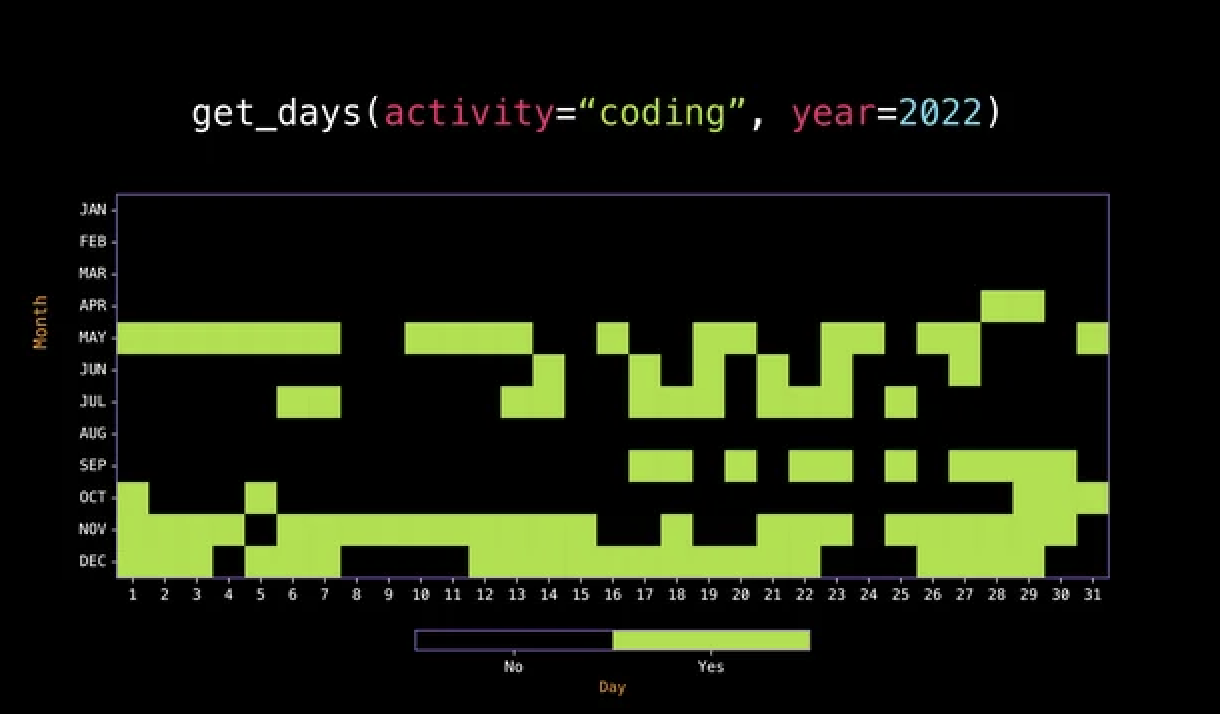 get_days(activity=“coding”, year=2022)
Month
JAN
FEB
MAR
APR
MAY
JUN
JUL
AUG
SEP
OCT
NOV
DEC
1 2 3 4 5 6 7 8 9 10 11 12 13 14 15 16 17 18 19 20 21 22 23 24 25 26 27 28 29 30 31
No Yes
Day